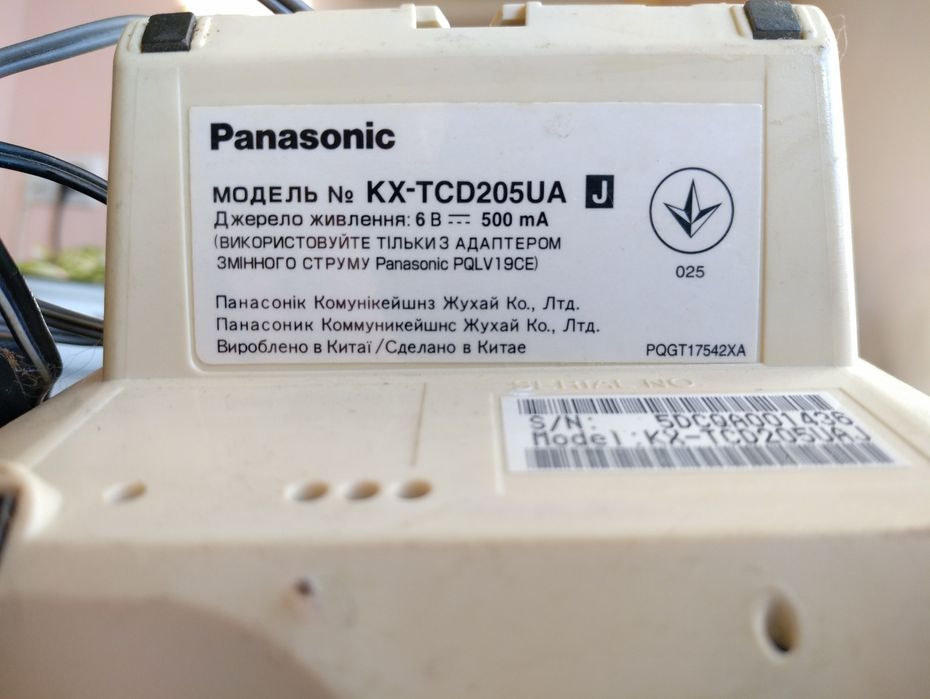 Panasonic
МОДЕЛЬ № KX-TCD205UA J
Джерело живлення: 6 В ⎓ 500 mA
(ВИКОРИСТОВУЙТЕ ТІЛЬКИ З АДАПТЕРОМ
ЗМІННОГО СТРУМУ Panasonic PQLV19CE)
025
Панасонік Комунікейшнз Жухай Ко., Лтд.
Панасоник Коммуникейшнс Жухай Ко., Лтд.
Вироблено в Китаї /Сделано в Китае
PQGT17542XA
SERIAL NO
S/N: 5DCQA001436
Model:KX-TCD205UAJ